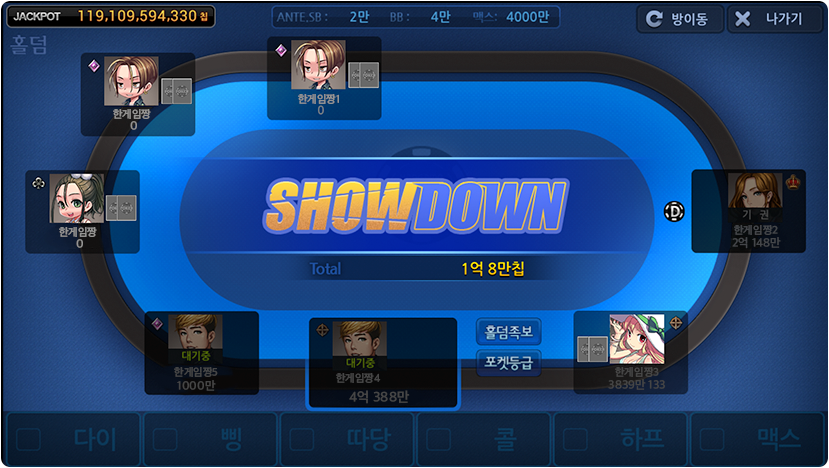 JACKPOT 119,109,594,330 칩
ANTE.SB : 2만 BB : 4만 맥스: 4000만
방이동
나가기
홀덤
한게임짱
0
한게임짱1
0
한게임짱
0
SHOWDOWN
Total 1억 8만칩
D
기 권
한게임짱2
2억 148만
대기중
한게임짱5
1000만
대기중
한게임짱4
4억 388만
홀덤족보
포켓등급
한게임짱3
3839만 133
다이
삥
따당
콜
하프
맥스